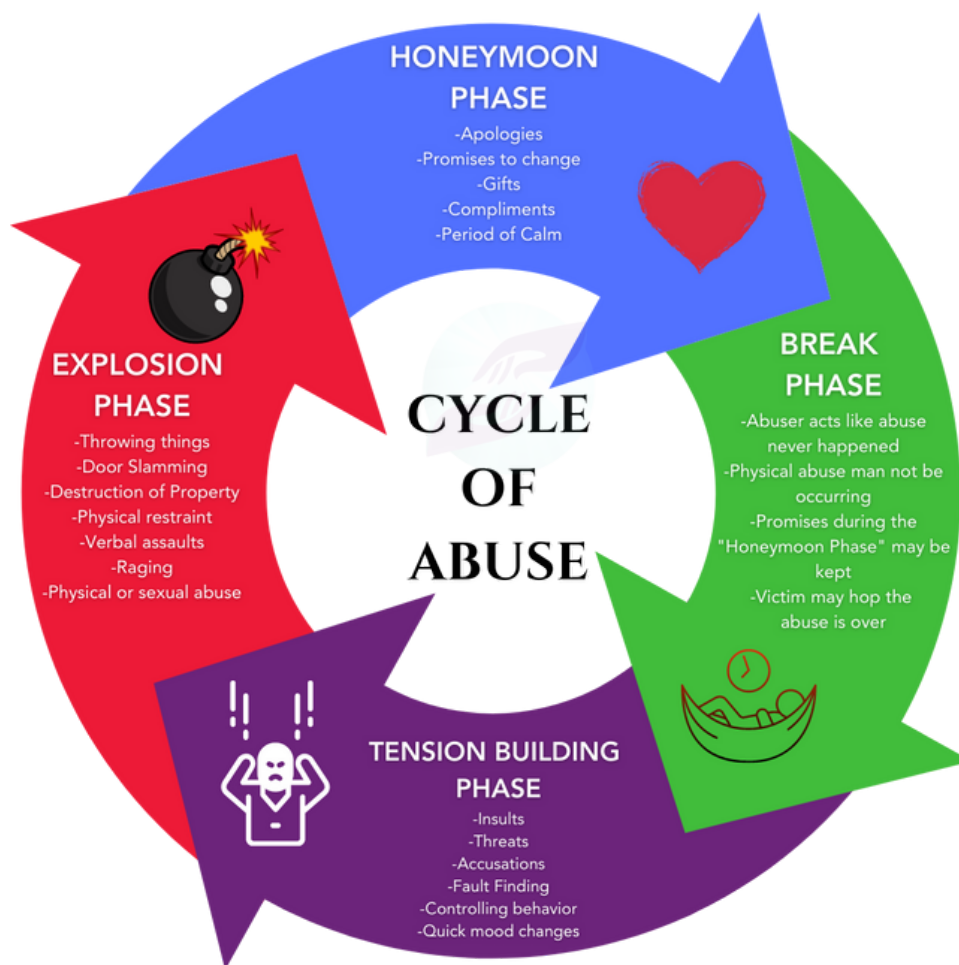 HONEYMOON
PHASE
-Apologies
-Promises to change
-Gifts
-Compliments
-Period of Calm
BREAK
PHASE
-Abuser acts like abuse
never happened
-Physical abuse man not be
occurring
-Promises during the
"Honeymoon Phase" may be
kept
-Victim may hop the
abuse is over
TENSION BUILDING
PHASE
-Insults
-Threats
-Accusations
-Fault Finding
-Controlling behavior
-Quick mood changes
EXPLOSION
PHASE
-Throwing things
-Door Slamming
-Destruction of Property
-Physical restraint
-Verbal assaults
-Raging
-Physical or sexual abuse
CYCLE
OF
ABUSE